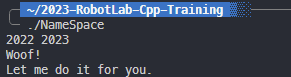 ~/2023-RobotLab-Cpp-Training
./NameSpace
2022 2023
Woof!
Let me do it for you.